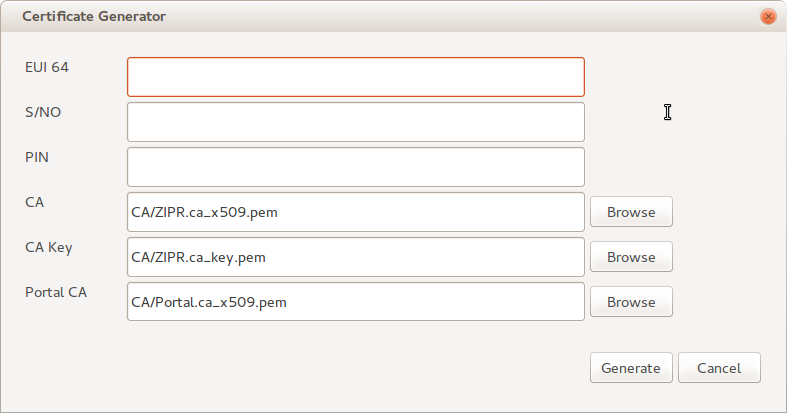 Certificate Generator
EUI 64
S/NO
PIN
CA
CA/ZIPR.ca_x509.pem
Browse
CA Key
CA/ZIPR.ca_key.pem
Browse
Portal CA
CA/Portal.ca_x509.pem
Browse
Generate
Cancel